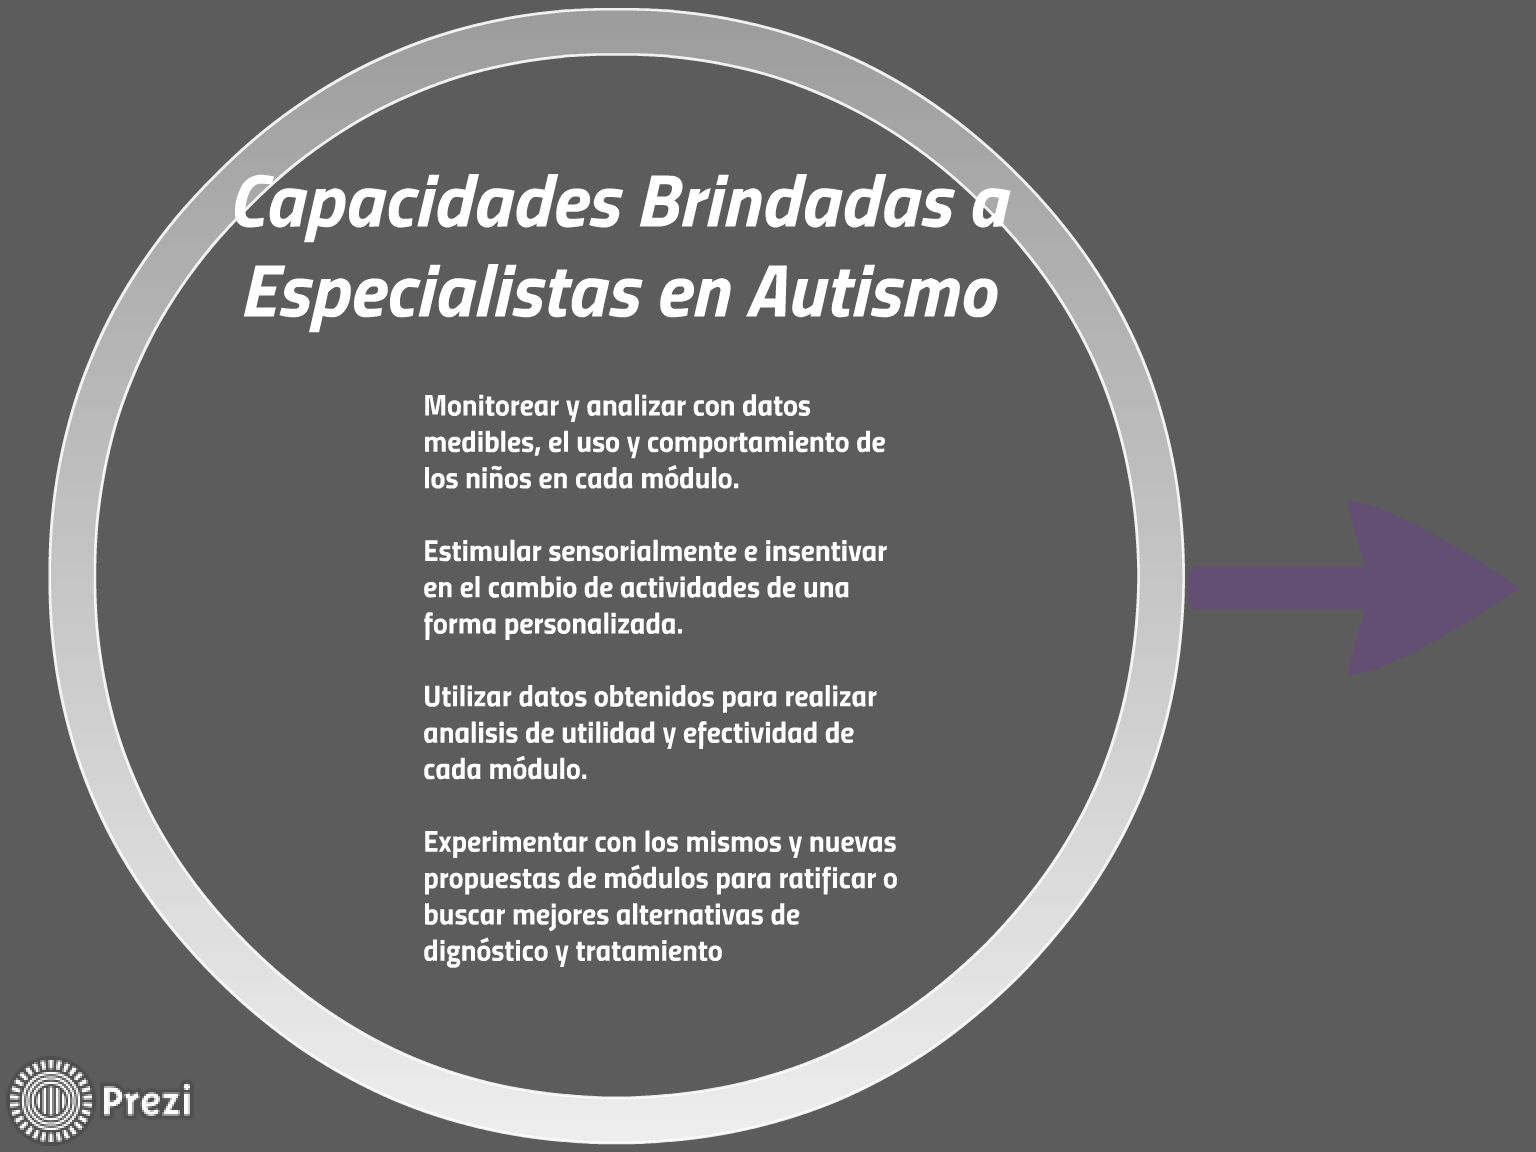 Capacidades Brindadas a
Especialistas en Autismo
Monitorear y analizar con datos
medibles, el uso y comportamiento de
los niños en cada módulo.
Estimular sensorialmente e insentivar
en el cambio de actividades de una
forma personalizada.
Utilizar datos obtenidos para realizar
analisis de utilidad y efectividad de
cada módulo.
Experimentar con los mismos y nuevas
propuestas de módulos para ratificar o
buscar mejores alternativas de
dignóstico y tratamiento
Prezi